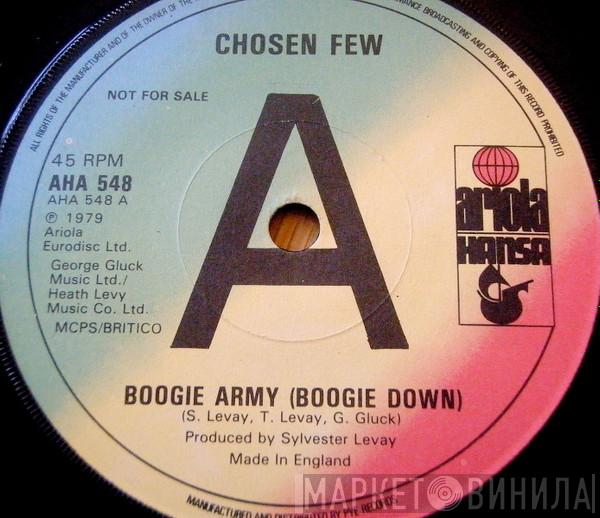 ALL RIGHTS OF THE MANUFACTURER AND OF THE OWNER OF THE
MANCE BROADCASTING AND COPYING OF THIS RECORD PROHIBITED
CHOSEN FEW
NOT FOR SALE
A
45 RPM
AHA 548
AHA 548 A
℗ 1979
Ariola
Eurodisc Ltd.
George Gluck
Music Ltd./
Heath Levy
Music Co. Ltd.
MCPS/BRITICO
ariola
HANSA
BOOGIE ARMY (BOOGIE DOWN)
(S. Levay, T. Levay, G. Gluck)
Produced by Sylvester Levay
Made in England
MANUFACTURED AND DISTRIBUTED BY PYE RECORDS
МАРКЕТ ВИНИЛА